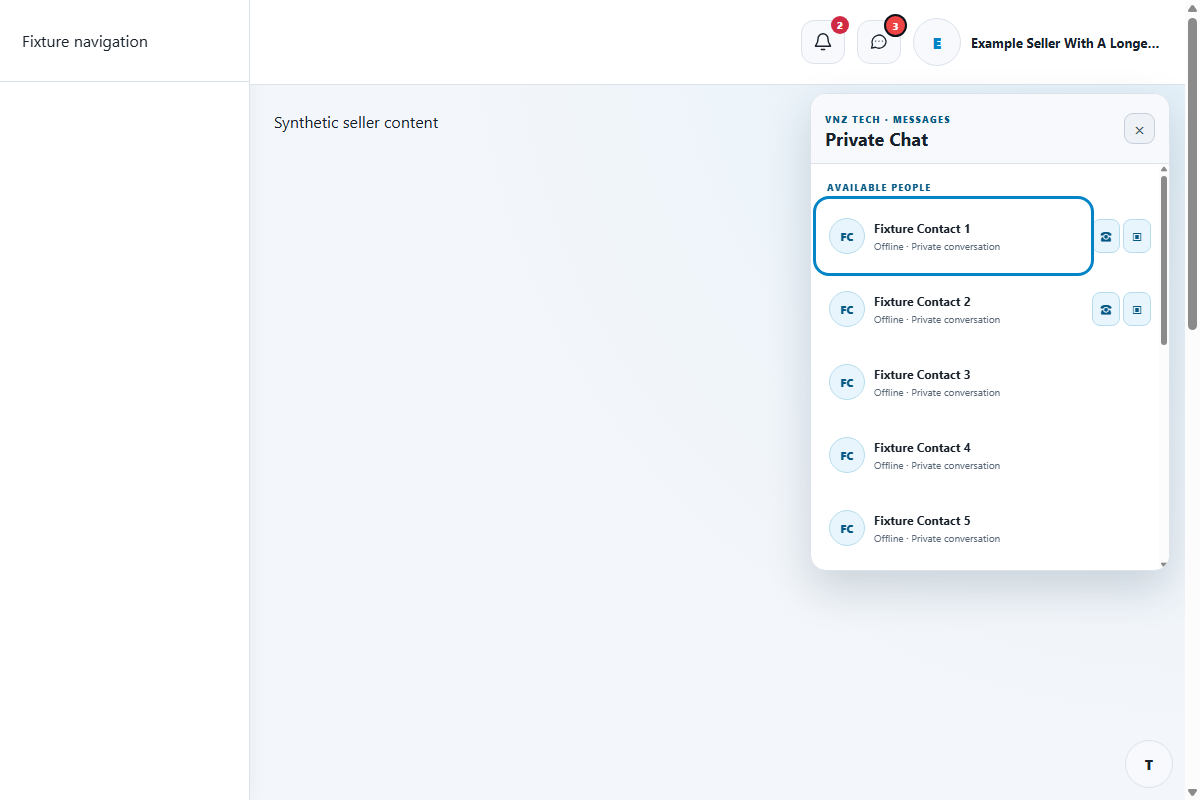 Fixture navigation
2
3
E
Example Seller With A Longe...
Synthetic seller content
VNZ TECH · MESSAGES
Private Chat
×
AVAILABLE PEOPLE
FC
Fixture Contact 1
Offline · Private conversation
FC
Fixture Contact 2
Offline · Private conversation
FC
Fixture Contact 3
Offline · Private conversation
FC
Fixture Contact 4
Offline · Private conversation
FC
Fixture Contact 5
Offline · Private conversation
T